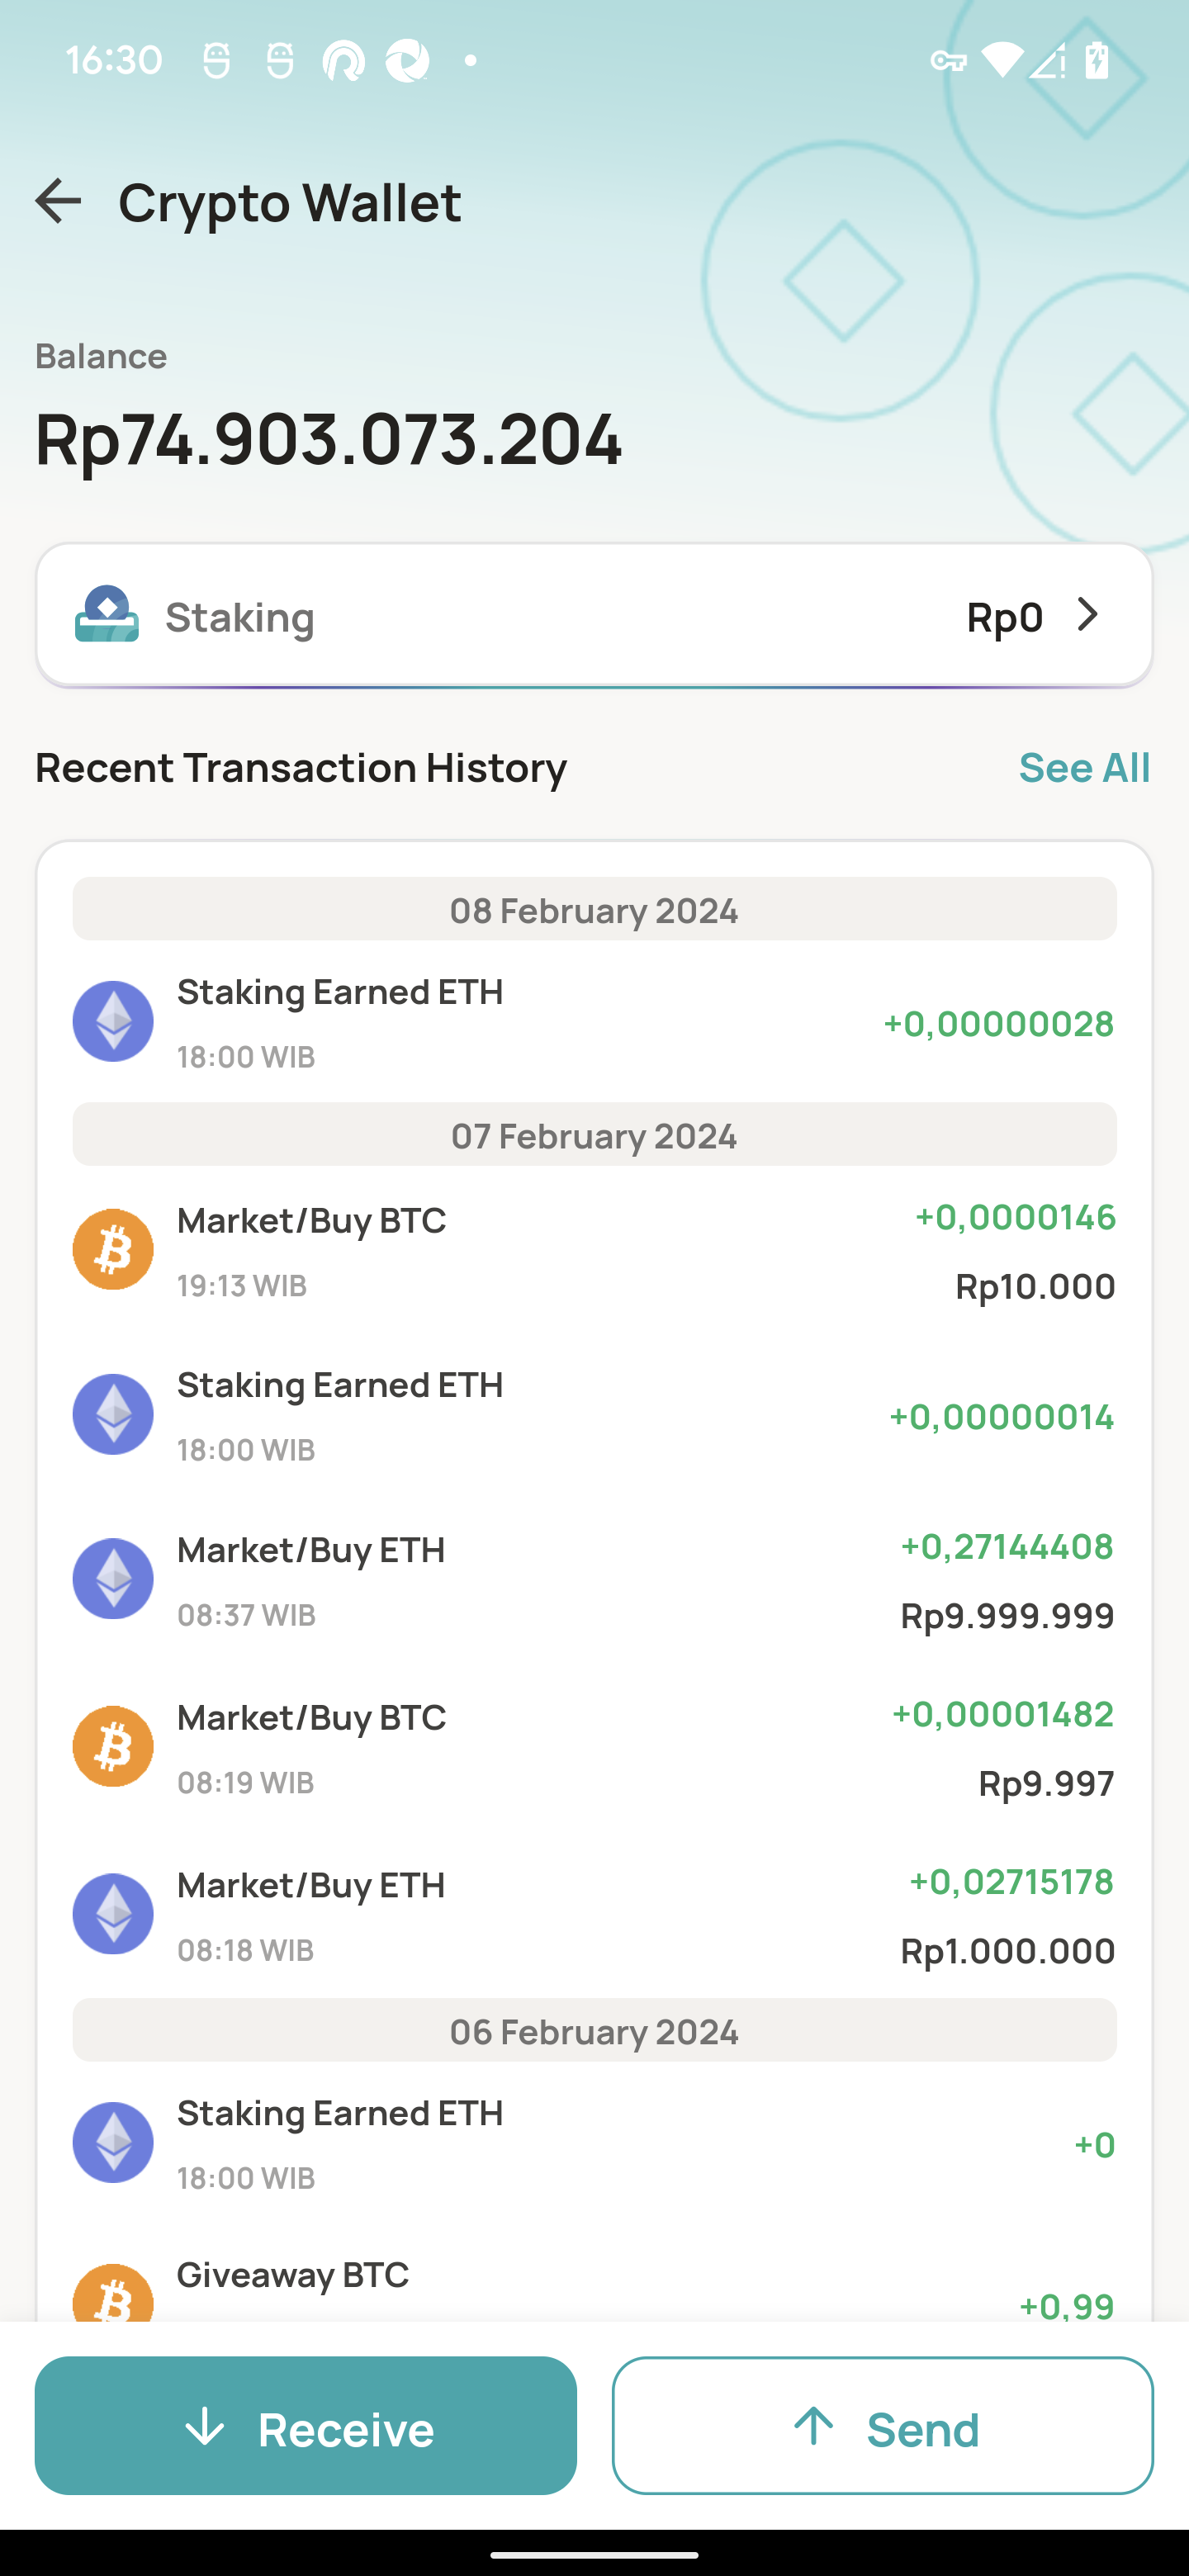 16:30
Crypto Wallet
Balance
Rp74.903.073.204
Staking Rp0
Recent Transaction History See All
08 February 2024
Staking Earned ETH
+0,00000028
18:00 WIB
07 February 2024
Market/Buy BTC +0,0000146
19:13 WIB Rp10.000
Staking Earned ETH
+0,00000014
18:00 WIB
Market/Buy ETH +0,27144408
08:37 WIB Rp9.999.999
Market/Buy BTC +0,00001482
08:19 WIB Rp9.997
Market/Buy ETH +0,02715178
08:18 WIB Rp1.000.000
06 February 2024
Staking Earned ETH
+0
18:00 WIB
Giveaway BTC
+0,99
Receive Send